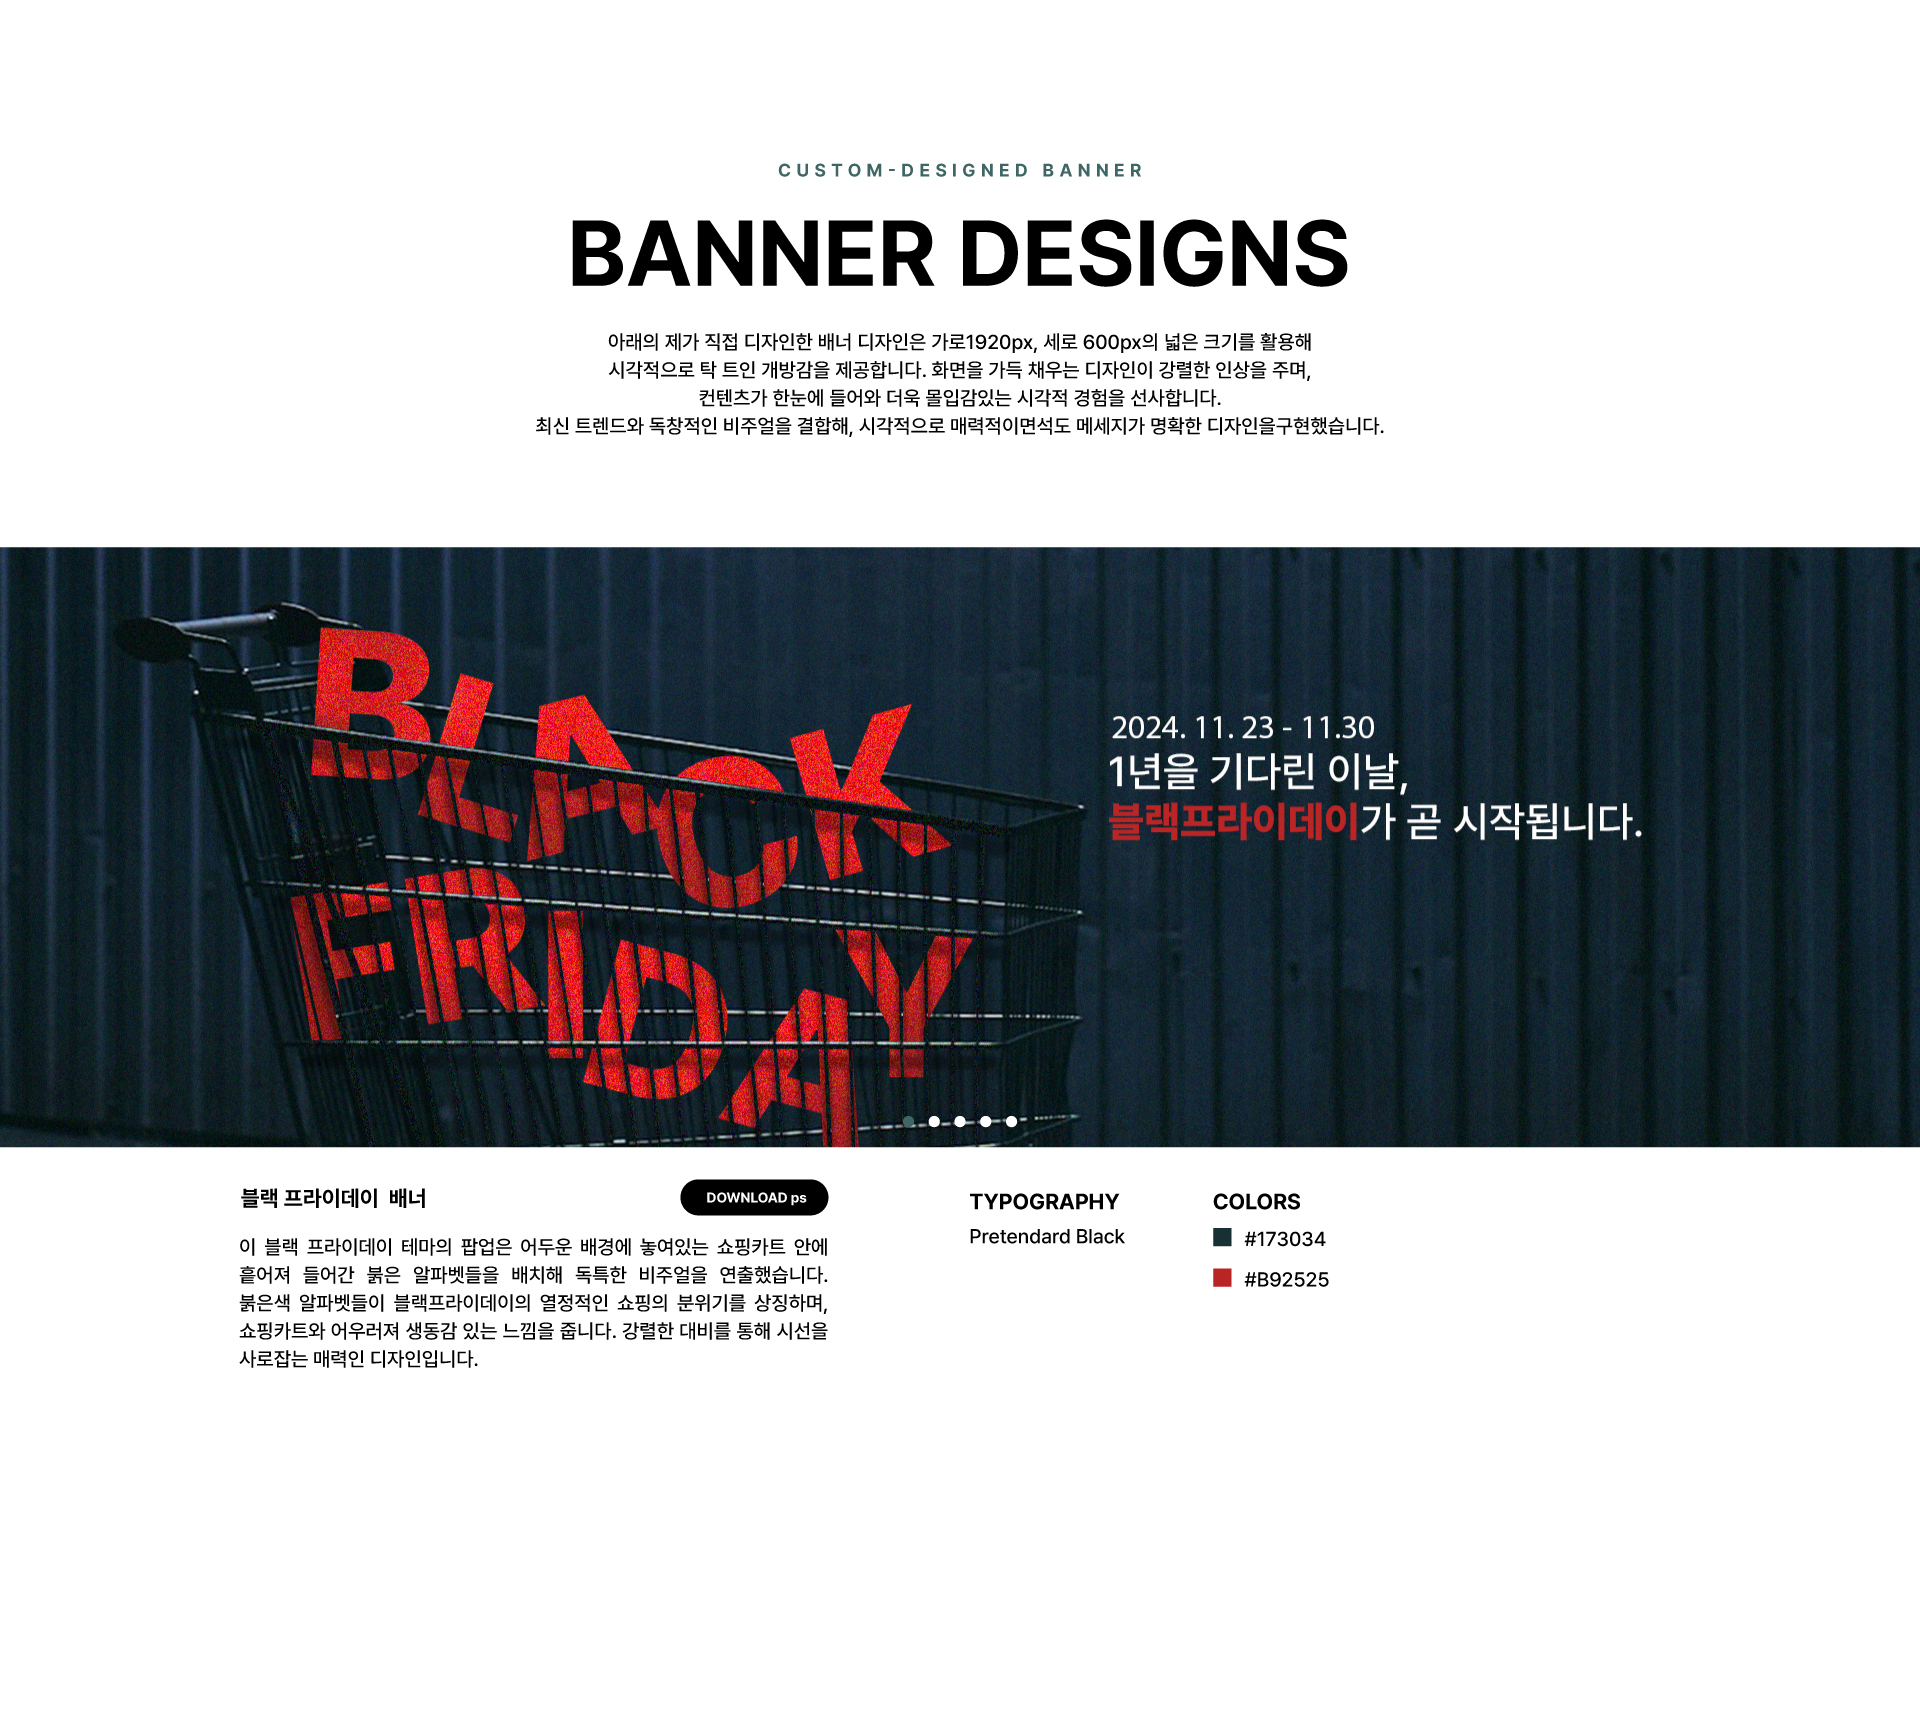 CUSTOM-DESIGNED BANNER
BANNER DESIGNS
아래의 제가 직접 디자인한 배너 디자인은 가로1920px, 세로 600px의 넓은 크기를 활용해
시각적으로 탁 트인 개방감을 제공합니다. 화면을 가득 채우는 디자인이 강렬한 인상을 주며,
컨텐츠가 한눈에 들어와 더욱 몰입감있는 시각적 경험을 선사합니다.
최신 트렌드와 독창적인 비주얼을 결합해, 시각적으로 매력적이면석도 메세지가 명확한 디자인을구현했습니다.
BLACK
FRIDAY
2024. 11. 23 - 11.30
1년을 기다린 이날,
블랙프라이데이가 곧 시작됩니다.
블랙 프라이데이 배너
DOWNLOAD ps
이 블랙 프라이데이 테마의 팝업은 어두운 배경에 놓여있는 쇼핑카트 안에
흩어져 들어간 붉은 알파벳들을 배치해 독특한 비주얼을 연출했습니다.
붉은색 알파벳들이 블랙프라이데이의 열정적인 쇼핑의 분위기를 상징하며,
쇼핑카트와 어우러져 생동감 있는 느낌을 줍니다. 강렬한 대비를 통해 시선을
사로잡는 매력인 디자인입니다.
TYPOGRAPHY
Pretendard Black
COLORS
#173034
#B92525